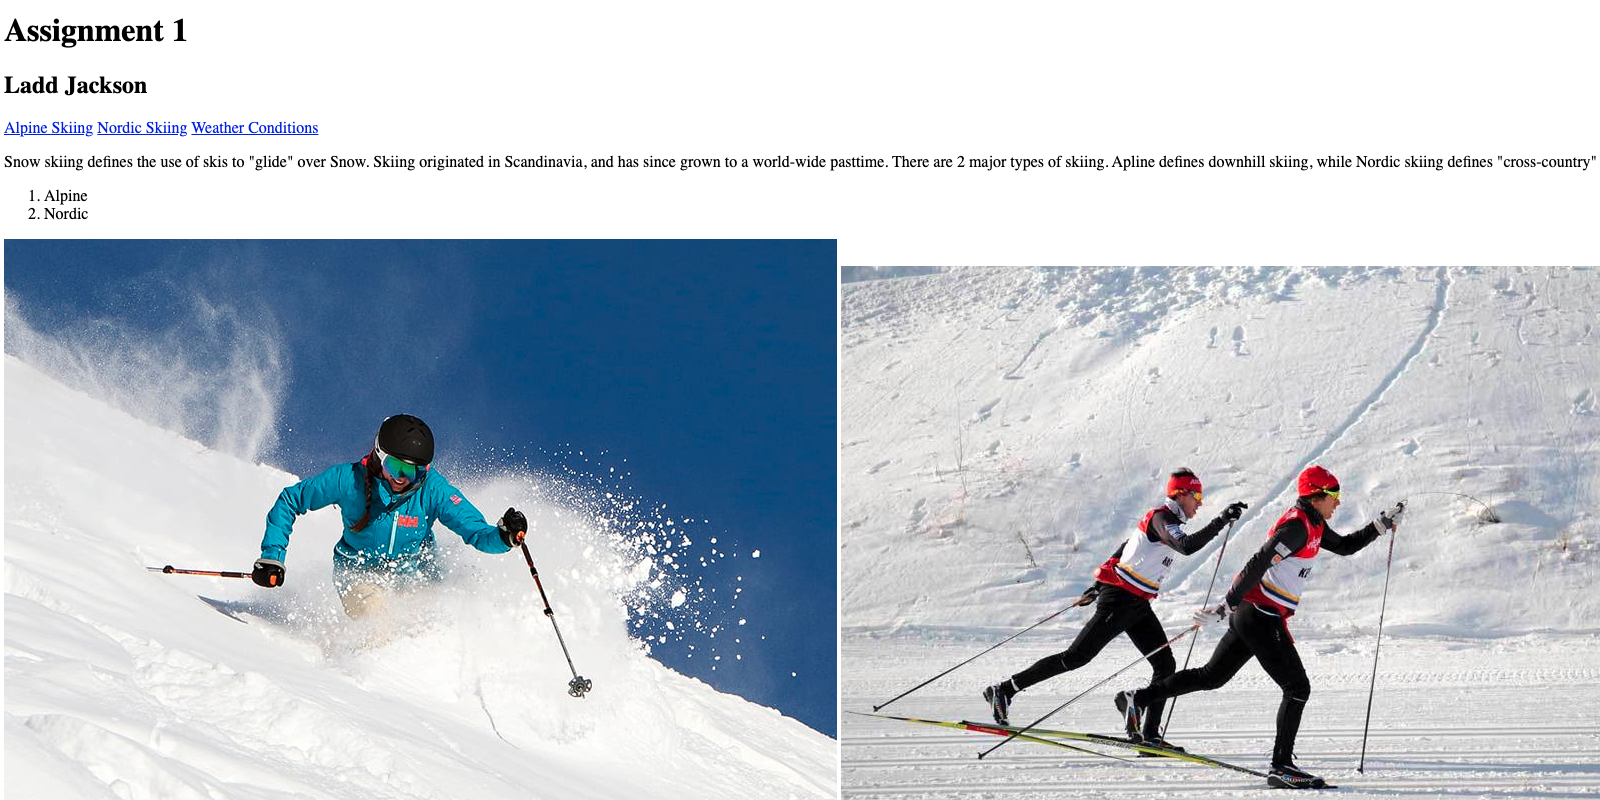 Assignment 1
Ladd Jackson
Alpine Skiing Nordic Skiing Weather Conditions
Snow skiing defines the use of skis to "glide" over Snow. Skiing originated in Scandinavia, and has since grown to a world-wide pasttime. There are 2 major types of skiing. Apline defines downhill skiing, while Nordic skiing defines "cross-country"
1. Alpine
2. Nordic
HH